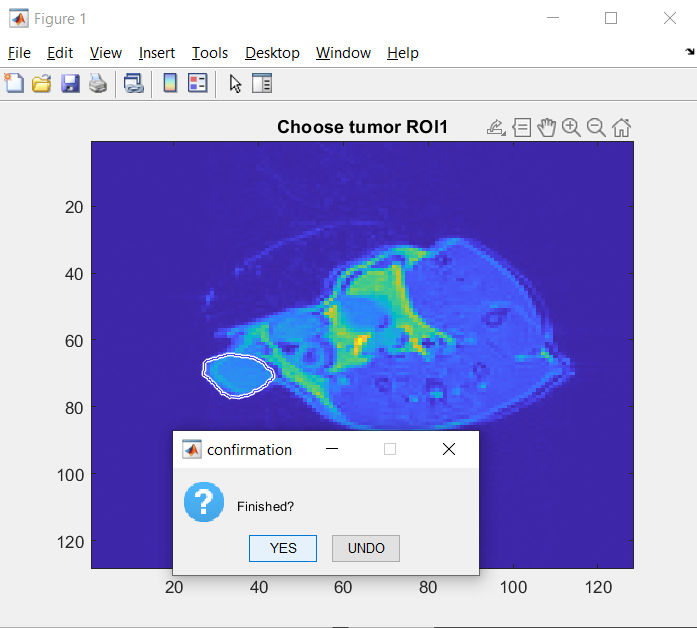 Figure 1
File Edit View Insert Tools Desktop Window Help
Choose tumor ROI1
20
40
60
80
100
120
confirmation
Finished?
YES UNDO
20 40 60 80 100 120